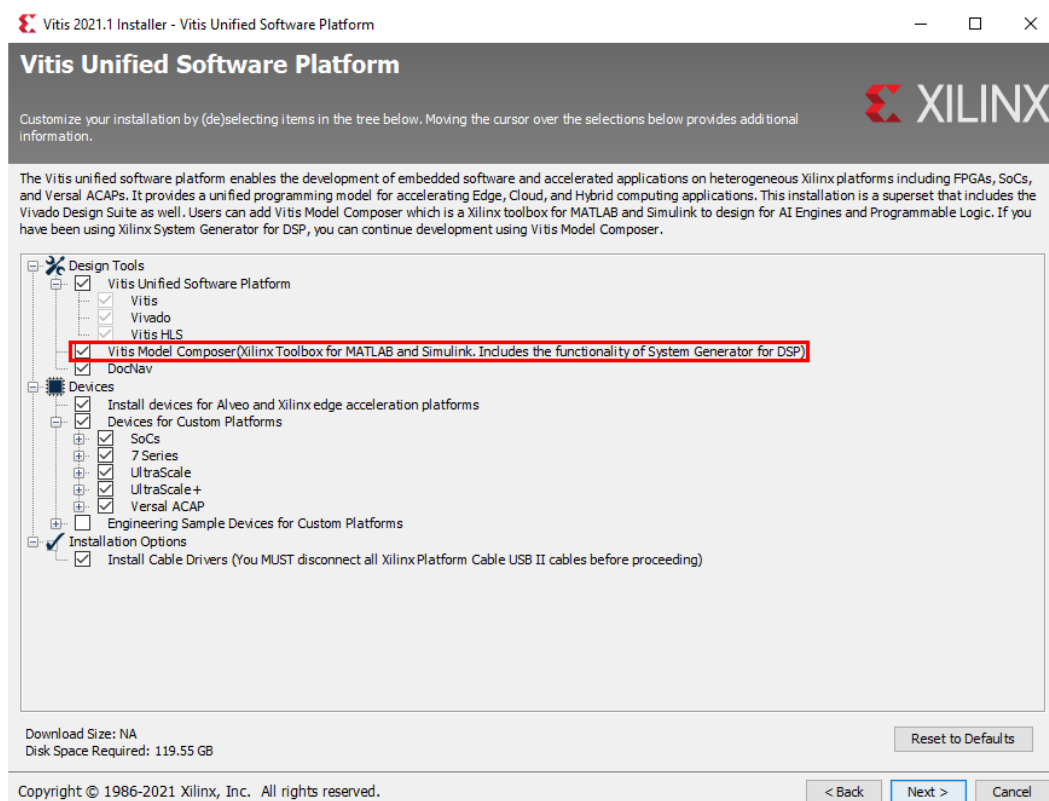 Vitis 2021.1 Installer - Vitis Unified Software Platform
Vitis Unified Software Platform
XILINX
Customize your installation by (de)selecting items in the tree below. Moving the cursor over the selections below provides additional
information.
The Vitis unified software platform enables the development of embedded software and accelerated applications on heterogeneous Xilinx platforms including FPGAs, SoCs,
and Versal ACAPs. It provides a unified programming model for accelerating Edge, Cloud, and Hybrid computing applications. This installation is a superset that includes the
Vivado Design Suite as well. Users can add Vitis Model Composer which is a Xilinx toolbox for MATLAB and Simulink to design for AI Engines and Programmable Logic. If you
have been using Xilinx System Generator for DSP, you can continue development using Vitis Model Composer.
Design Tools
Vitis Unified Software Platform
Vitis
Vivado
Vitis HLS
Vitis Model Composer(Xilinx Toolbox for MATLAB and Simulink. Includes the functionality of System Generator for DSP)
DocNav
Devices
Install devices for Alveo and Xilinx edge acceleration platforms
Devices for Custom Platforms
SoCs
7 Series
UltraScale
UltraScale+
Versal ACAP
Engineering Sample Devices for Custom Platforms
Installation Options
Install Cable Drivers (You MUST disconnect all Xilinx Platform Cable USB II cables before proceeding)
Download Size: NA
Disk Space Required: 119.55 GB
Reset to Defaults
Copyright © 1986-2021 Xilinx, Inc. All rights reserved.
< Back
Next >
Cancel